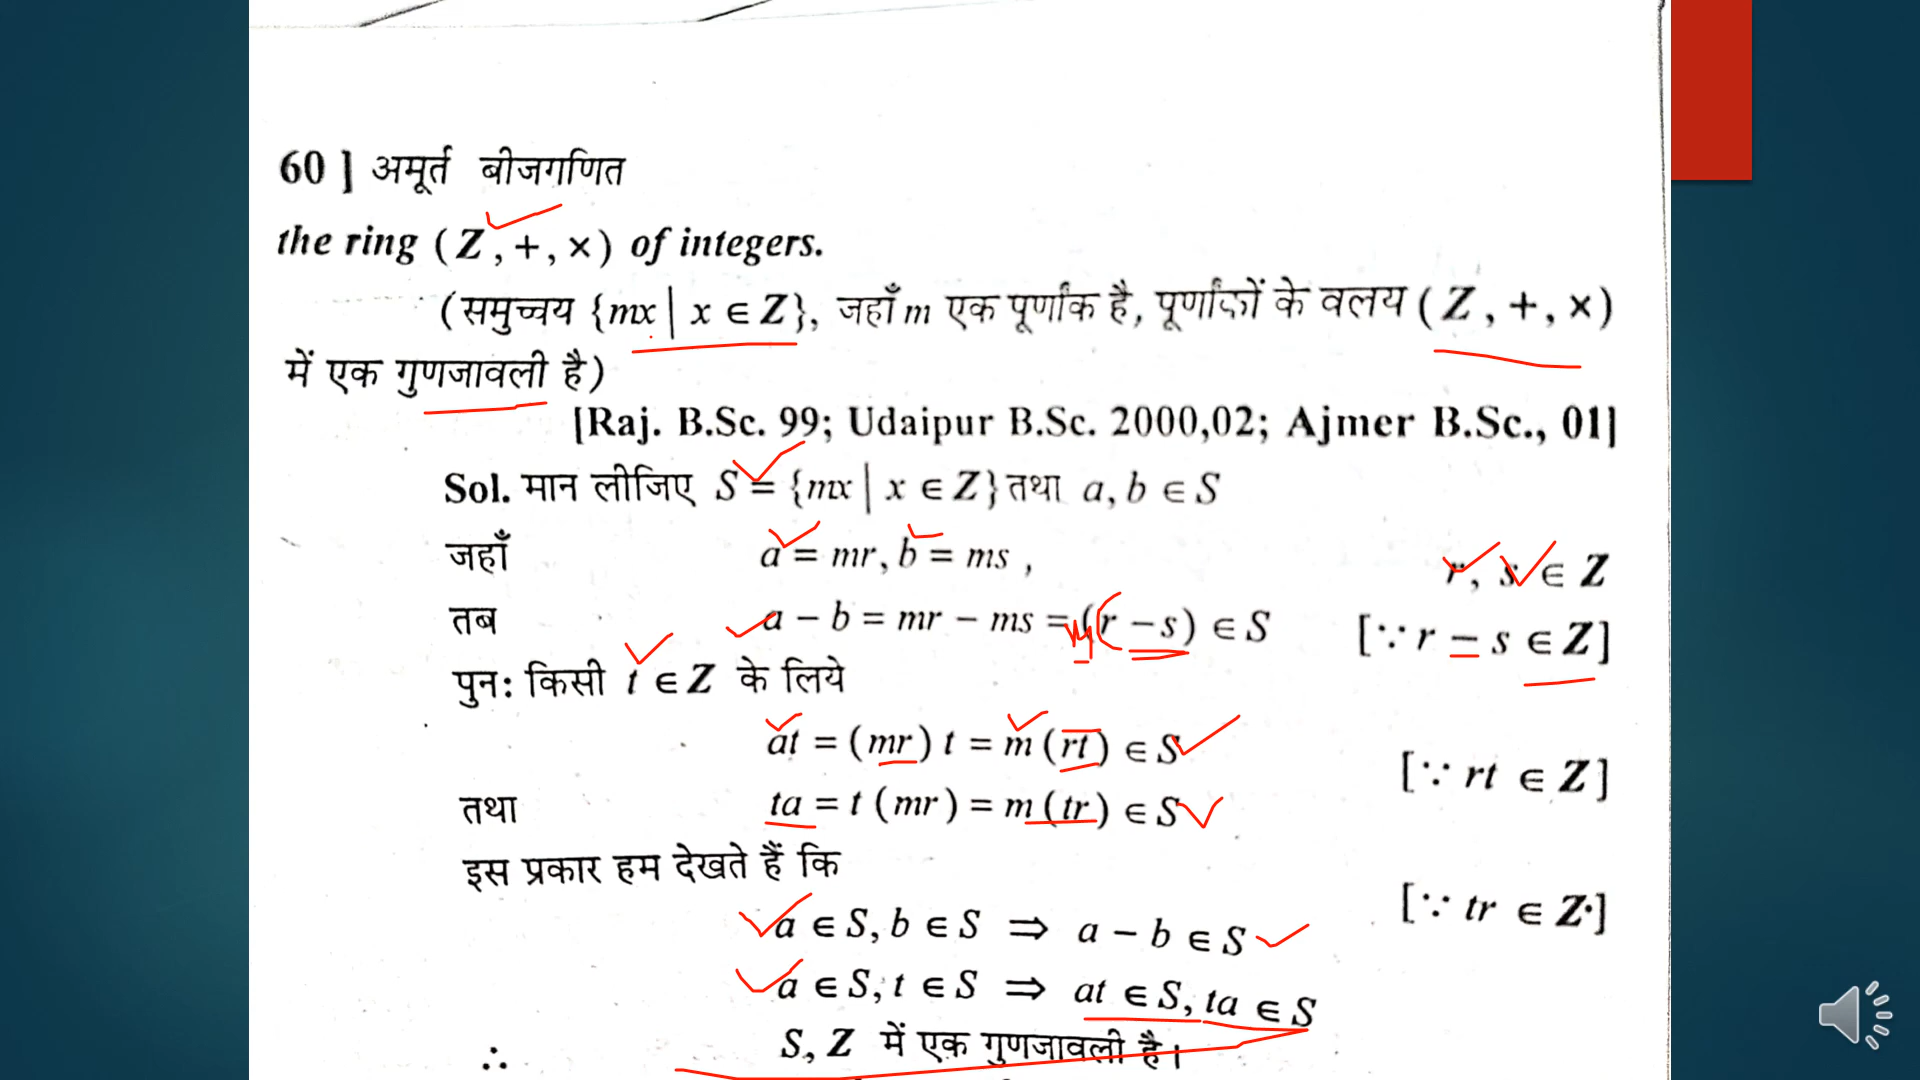 60 ] अमूर्त बीजगणित
the ring ( Z , + , × ) of integers.
( समुच्चय {mx | x ∈ Z}, जहाँ m एक पूर्णांक है, पूर्णांकों के वलय ( Z , + , × )
में एक गुणजावली है )
[Raj. B.Sc. 99; Udaipur B.Sc. 2000,02; Ajmer B.Sc., 01]
Sol. मान लीजिए S = {mx | x ∈ Z} तथा a, b ∈ S
जहाँ a = mr, b = ms , r, s ∈ Z
तब a − b = mr − ms = m(r − s) ∈ S [∵ r − s ∈ Z]
पुन: किसी t ∈ Z के लिये
at = (mr) t = m (rt) ∈ S [∵ rt ∈ Z]
तथा ta = t (mr) = m (tr) ∈ S
इस प्रकार हम देखते हैं कि [∵ tr ∈ Z]
a ∈ S, b ∈ S ⇒ a − b ∈ S
a ∈ S, t ∈ S ⇒ at ∈ S, ta ∈ S
∴ S, Z में एक गुणजावली है।